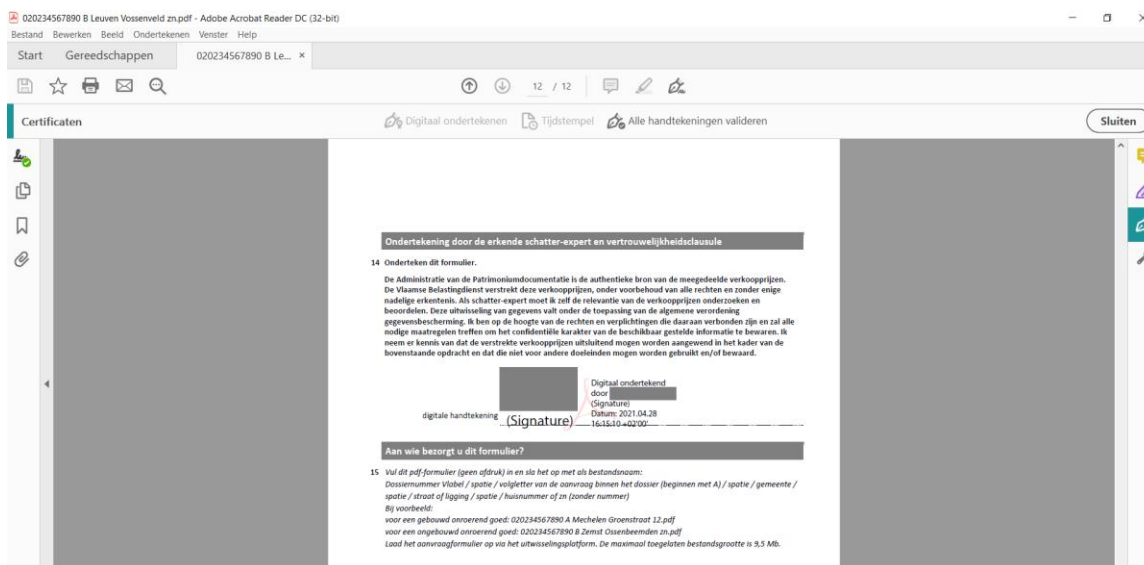 020234567890 B Leuven Vossenveld zn.pdf - Adobe Acrobat Reader DC (32-bit)
Bestand Bewerken Beeld Ondertekenen Venster Help
Start Gereedschappen 020234567890 B Le... ×
12 / 12
Certificaten Digitaal ondertekenen Tijdstempel Alle handtekeningen valideren Sluiten
Ondertekening door de erkende schatter-expert en vertrouwelijkheidsclausule
14 Onderteken dit formulier.
De Administratie van de Patrimoniumdocumentatie is de authentieke bron van de meegedeelde verkoopprijzen.
De Vlaamse Belastingdienst verstrekt deze verkoopprijzen, onder voorbehoud van alle rechten en zonder enige
nadelige erkentenis. Als schatter-expert moet ik zelf de relevantie van de verkoopprijzen onderzoeken en
beoordelen. Deze uitwisseling van gegevens valt onder de toepassing van de algemene verordening
gegevensbescherming. Ik ben op de hoogte van de rechten en verplichtingen die daaraan verbonden zijn en zal alle
nodige maatregelen treffen om het confidentiële karakter van de beschikbaar gestelde informatie te bewaren. Ik
neem er kennis van dat de verstrekte verkoopprijzen uitsluitend mogen worden aangewend in het kader van de
bovenstaande opdracht en dat die niet voor andere doeleinden mogen worden gebruikt en/of bewaard.
digitale handtekening (Signature)
Digitaal ondertekend
door
(Signature)
Datum: 2021.04.28
16:15:10 +02'00'
Aan wie bezorgt u dit formulier?
15 Vul dit pdf-formulier (geen afdruk) in en sla het op met als bestandsnaam:
Dossiernummer Vlabel / spatie / volgletter van de aanvraag binnen het dossier (beginnen met A) / spatie / gemeente /
spatie / straat of ligging / spatie / huisnummer of zn (zonder nummer)
Bij voorbeeld:
voor een gebouwd onroerend goed: 020234567890 A Mechelen Groenstraat 12.pdf
voor een ongebouwd onroerend goed: 020234567890 B Zemst Ossenbeemden zn.pdf
Laad het aanvraagformulier op via het uitwisselingsplatform. De maximaal toegelaten bestandsgrootte is 9,5 Mb.